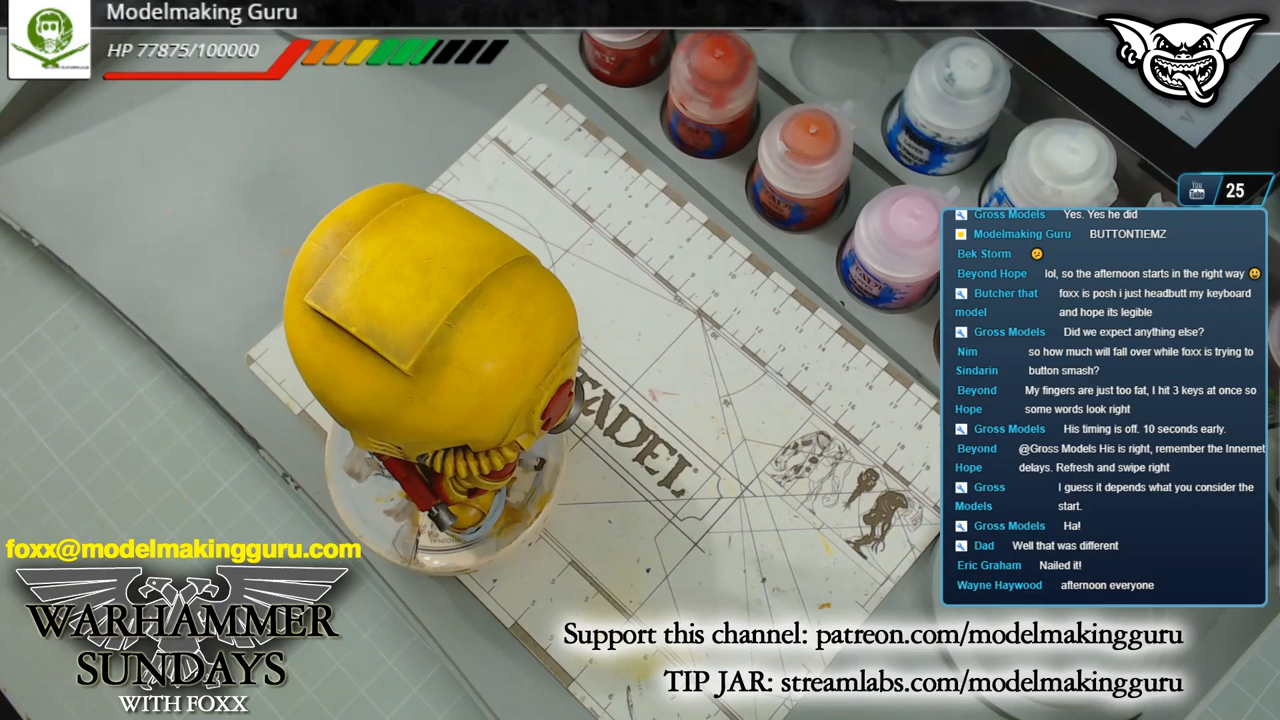 Modelmaking Guru
HP 77875/100000
You
Tube
25
Gross Models Yes. Yes he did
Modelmaking Guru BUTTONTIEMZ
Bek Storm
Beyond Hope lol, so the afternoon starts in the right way
Butcher that foxx is posh i just headbutt my keyboard
model and hope its legible
Gross Models Did we expect anything else?
Nim so how much will fall over while foxx is trying to
Sindarin button smash?
Beyond My fingers are just too fat, I hit 3 keys at once so
Hope some words look right
Gross Models His timing is off. 10 seconds early.
Beyond @Gross Models His is right, remember the Innernet
Hope delays. Refresh and swipe right
Gross I guess it depends what you consider the
Models start.
Gross Models Ha!
Dad Well that was different
Eric Graham Nailed it!
Wayne Haywood afternoon everyone
foxx@modelmakingguru.com
WARHAMMER
SUNDAYS
WITH FOXX
Support this channel: patreon.com/modelmakingguru
TIP JAR: streamlabs.com/modelmakingguru